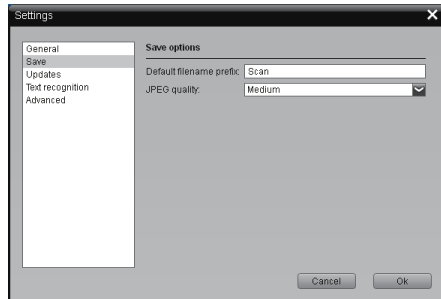 Settings
General
Save
Updates
Text recognition
Advanced
Save options
Default filename prefix: Scan
JPEG quality: Medium
Cancel
Ok